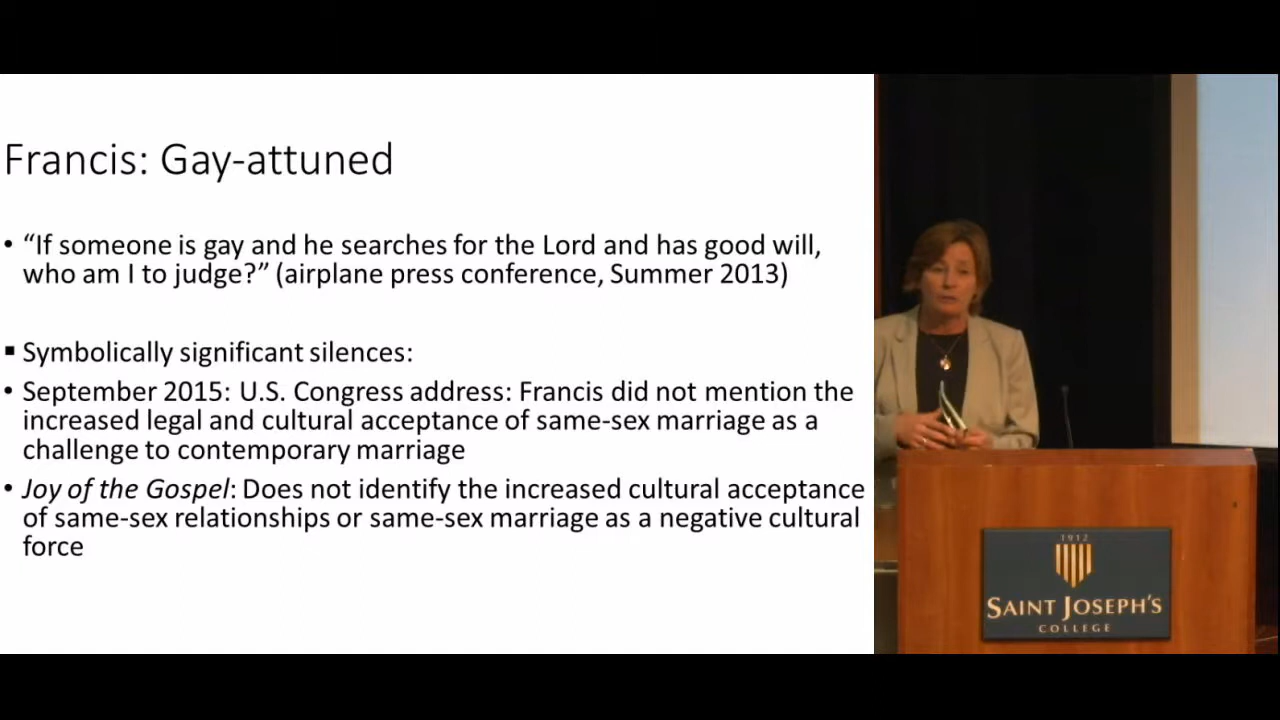 Francis: Gay-attuned
• “If someone is gay and he searches for the Lord and has good will,
who am I to judge?” (airplane press conference, Summer 2013)
▪ Symbolically significant silences:
• September 2015: U.S. Congress address: Francis did not mention the
increased legal and cultural acceptance of same-sex marriage as a
challenge to contemporary marriage
• Joy of the Gospel: Does not identify the increased cultural acceptance
of same-sex relationships or same-sex marriage as a negative cultural
force
1912
SAINT JOSEPH'S
COLLEGE